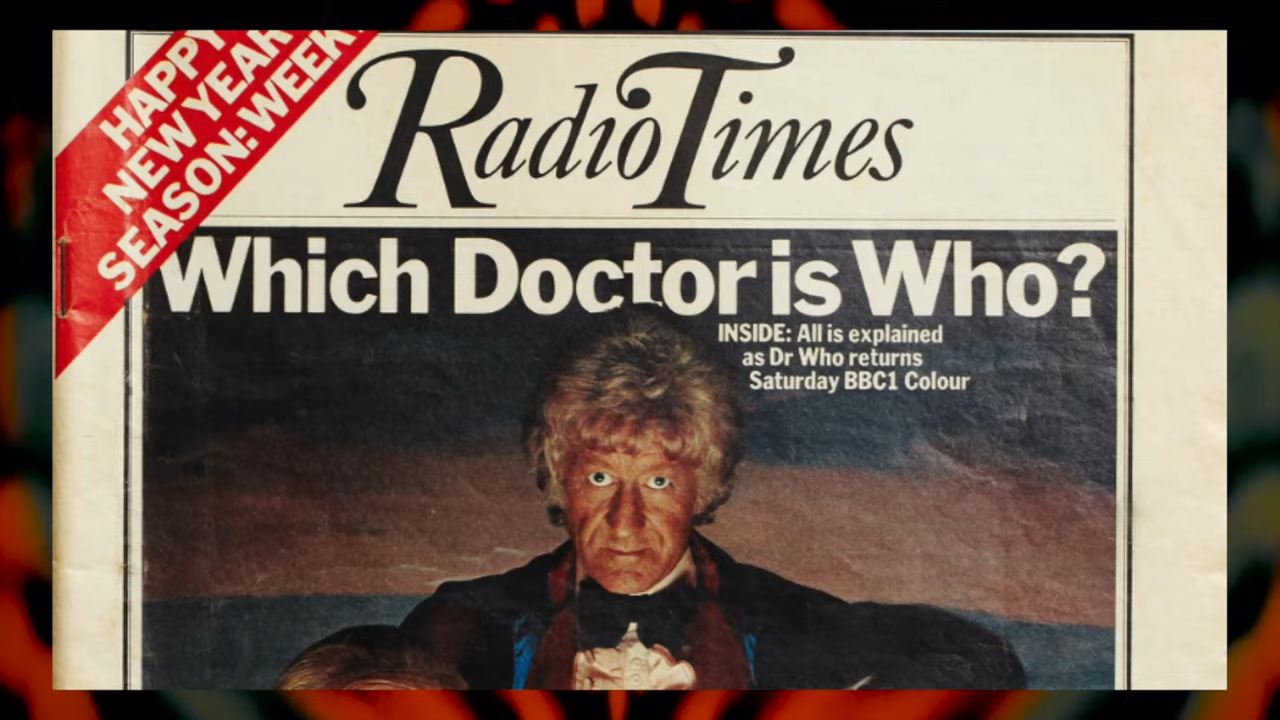 HAPPY
NEW YEAR
SEASON: WEEK
Radio Times
Which Doctor is Who?
INSIDE: All is explained
as Dr Who returns
Saturday BBC1 Colour